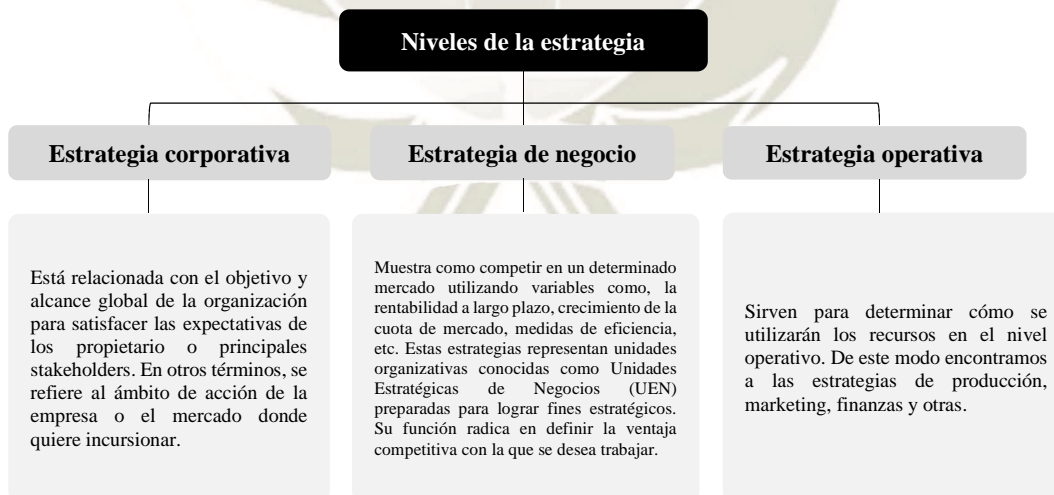 Niveles de la estrategia
Estrategia corporativa
Estrategia de negocio
Estrategia operativa
Está relacionada con el objetivo y
alcance global de la organización
para satisfacer las expectativas de
los propietario o principales
stakeholders. En otros términos, se
refiere al ámbito de acción de la
empresa o el mercado donde
quiere incursionar.
Muestra como competir en un determinado
mercado utilizando variables como, la
rentabilidad a largo plazo, crecimiento de la
cuota de mercado, medidas de eficiencia,
etc. Estas estrategias representan unidades
organizativas conocidas como Unidades
Estratégicas de Negocios (UEN)
preparadas para lograr fines estratégicos.
Su función radica en definir la ventaja
competitiva con la que se desea trabajar.
Sirven para determinar cómo se
utilizarán los recursos en el nivel
operativo. De este modo encontramos
a las estrategias de producción,
marketing, finanzas y otras.